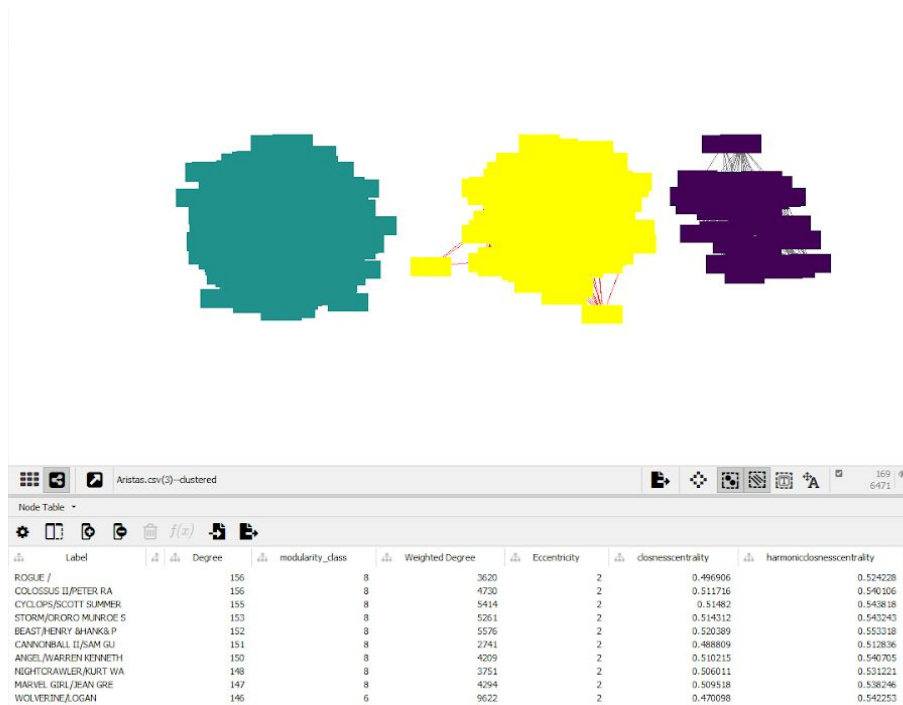 Aristas.csv(3)--clustered
169
6471
Node Table
f(x)
Label Degree modularity_class Weighted Degree Eccentricity closnesscentrality harmonicclosnesscentrality
ROGUE / 156 8 3620 2 0.496906 0.524228
COLOSSUS II/PETER RA 156 8 4730 2 0.511716 0.540106
CYCLOPS/SCOTT SUMMER 155 8 5414 2 0.51482 0.543818
STORM/ORORO MUNROE S 153 8 5261 2 0.514312 0.543243
BEAST/HENRY &HANK& P 152 8 5576 2 0.520389 0.553318
CANNONBALL II/SAM GU 151 8 2741 2 0.488809 0.512836
ANGEL/WARREN KENNETH 150 8 4209 2 0.510215 0.540705
NIGHTCRAWLER/KURT WA 148 8 3751 2 0.506011 0.531221
MARVEL GIRL/JEAN GRE 147 8 4294 2 0.509518 0.538246
WOLVERINE/LOGAN 146 6 9622 2 0.470098 0.542253